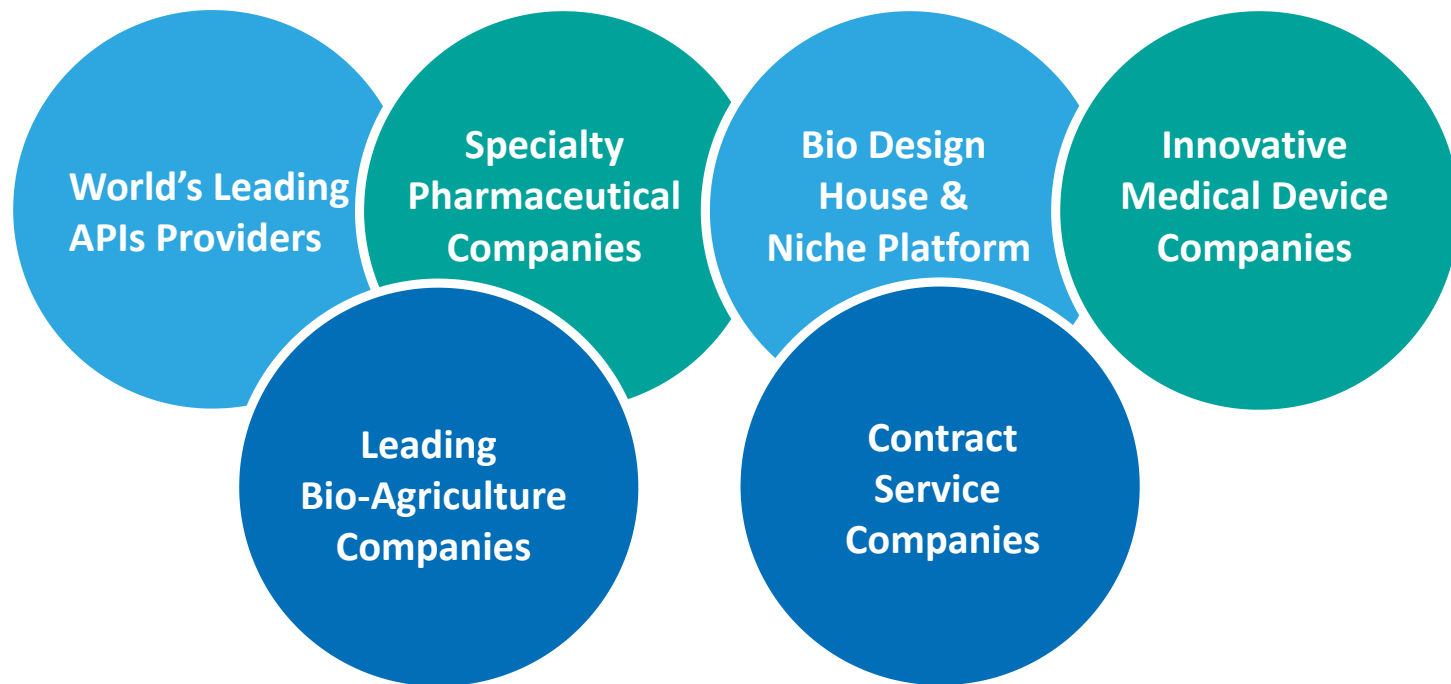 World’s Leading
APIs Providers
Specialty
Pharmaceutical
Companies
Bio Design
House &
Niche Platform
Innovative
Medical Device
Companies
Leading
Bio-Agriculture
Companies
Contract
Service
Companies